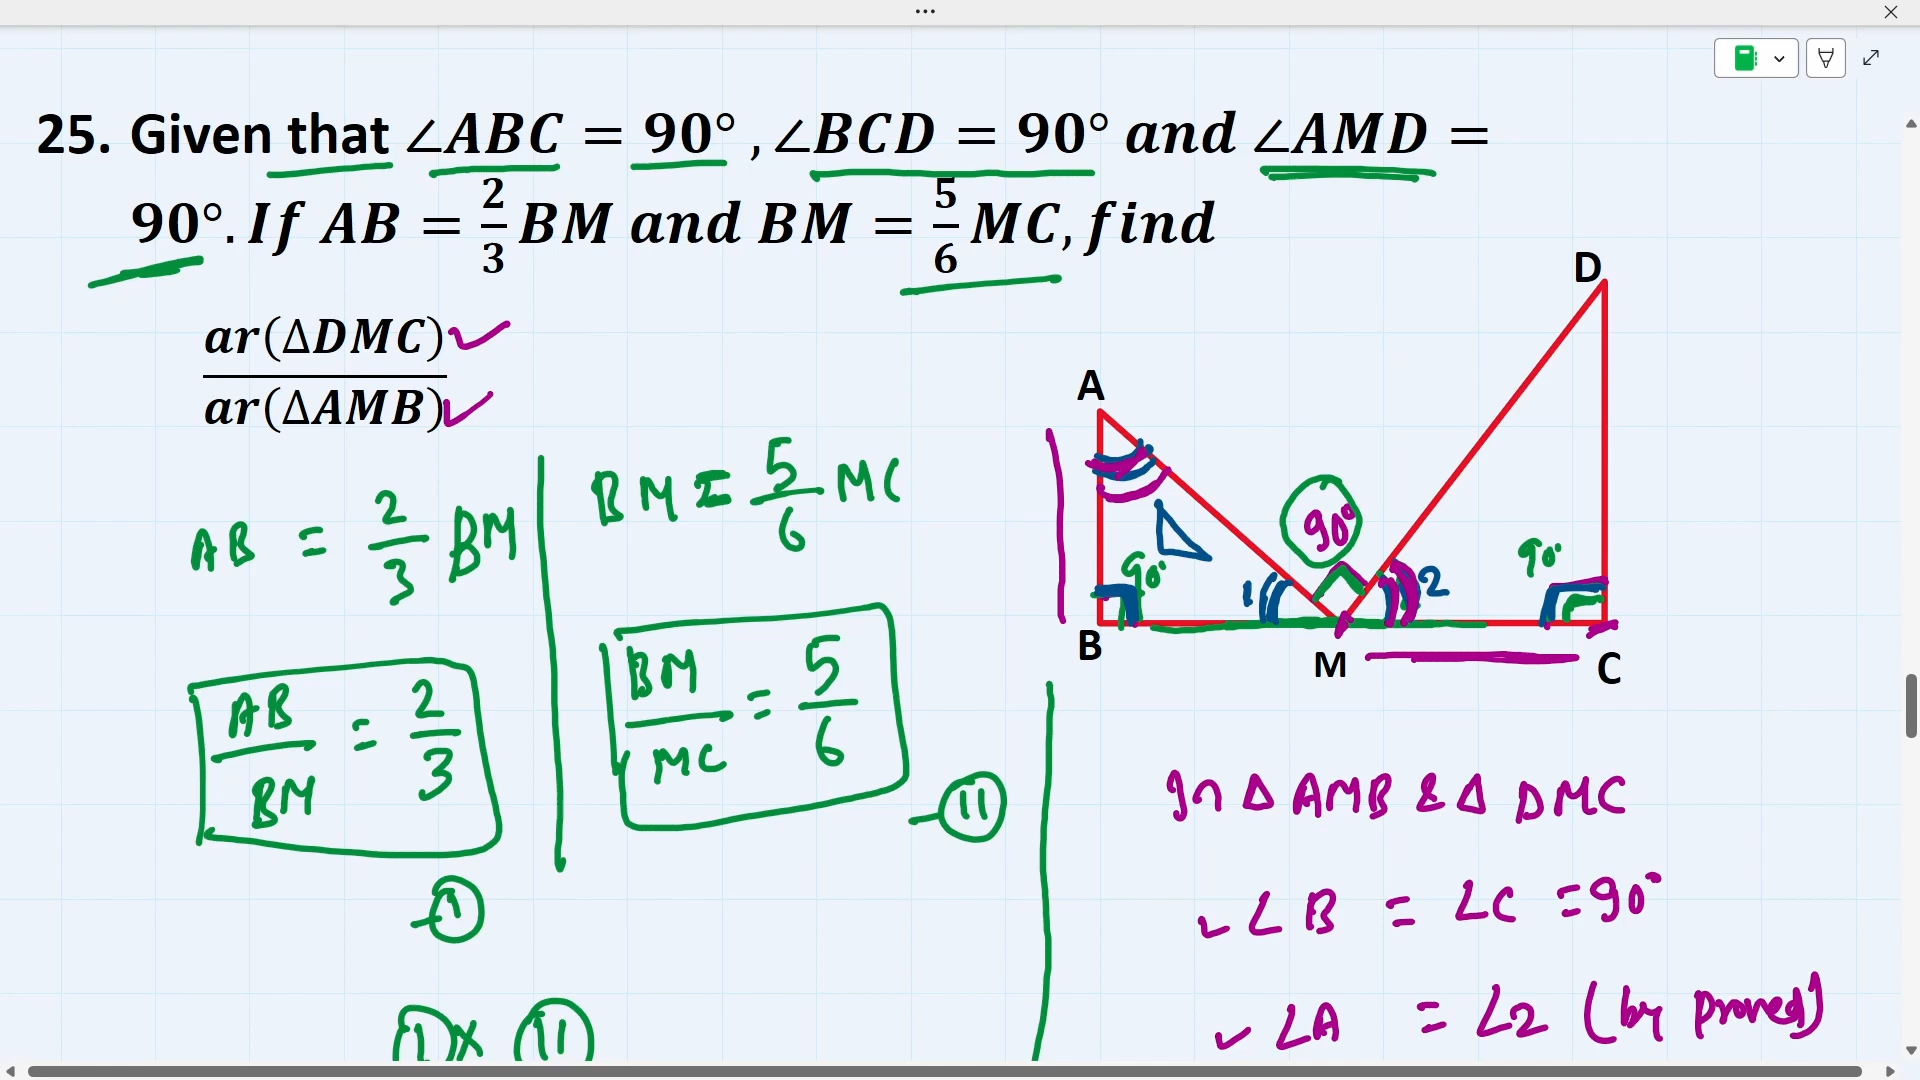 25. Given that ∠ABC = 90°, ∠BCD = 90° and ∠AMD =
90°. If AB = 2/3 BM and BM = 5/6 MC, find
ar(ΔDMC)
ar(ΔAMB)
D
A
90°
90°
90°
1
2
B
M
C
AB = 2/3 BM
BM = 5/6 MC
AB/BM = 2/3
I
BM/MC = 5/6
II
I × II
In Δ AMB & Δ DMC
∠B = ∠C = 90°
∠A = ∠2 (by proved)